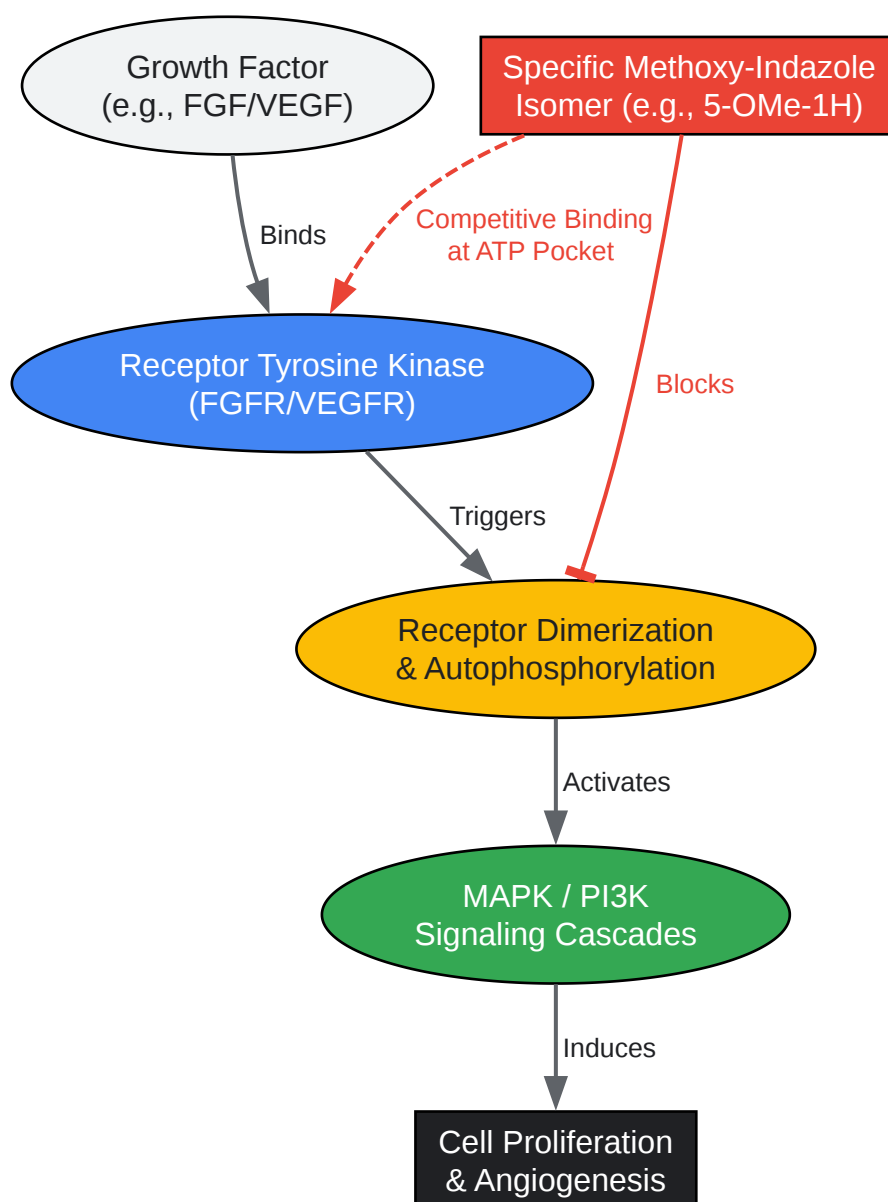 Growth Factor
(e.g., FGF/VEGF)
Specific Methoxy-Indazole
Isomer (e.g., 5-OMe-1H)
Binds
Competitive Binding
at ATP Pocket
Receptor Tyrosine Kinase
(FGFR/VEGFR)
Blocks
Triggers
Receptor Dimerization
& Autophosphorylation
Activates
MAPK / PI3K
Signaling Cascades
Induces
Cell Proliferation
& Angiogenesis